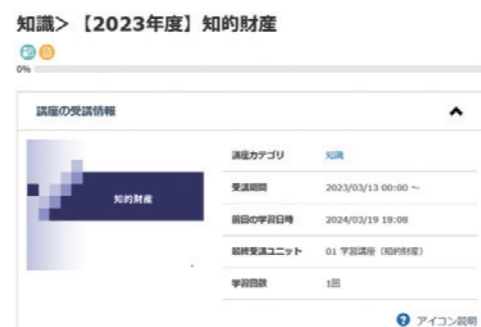 知識>【2023年度】知的財産
0%
講座の受講情報
知的財産
講座カテゴリ 知識
受講期間 2023/03/13 00:00 ～
前回の学習日時 2024/03/19 18:08
最終受講ユニット 01 学習講座（知的財産）
学習回数 1回
? アイコン説明